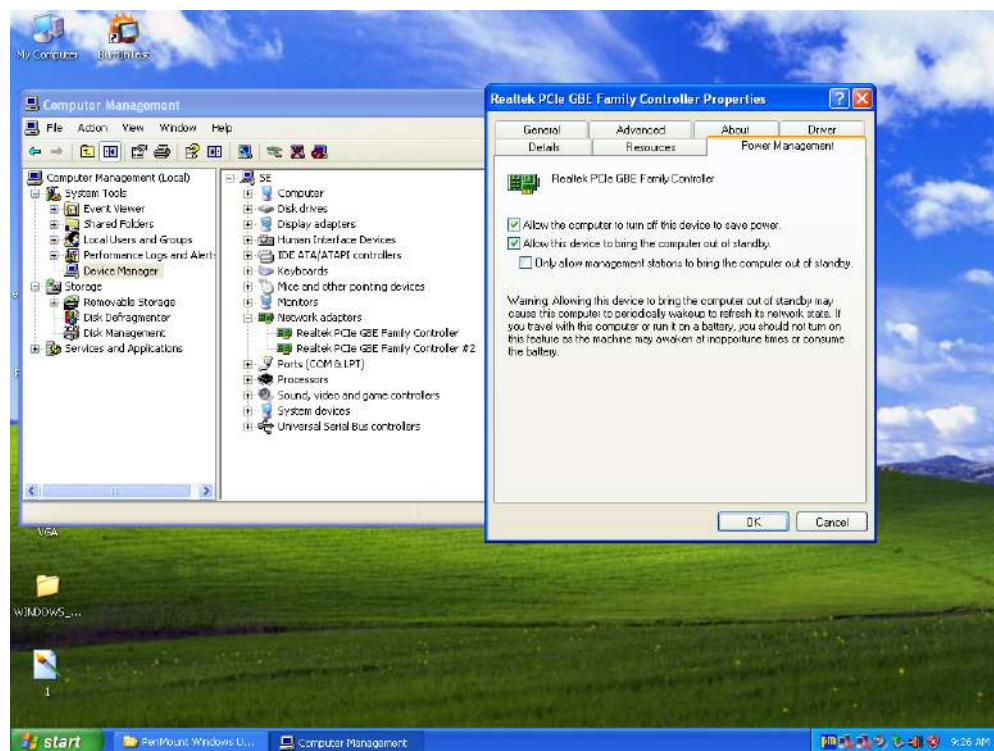 My Computer
BurnInTest
Computer Management
File Action View Window Help
Computer Management (Local)
System Tools
Event Viewer
Shared Folders
Local Users and Groups
Performance Logs and Alert
Device Manager
Storage
Removable Storage
Disk Defragmenter
Disk Management
Services and Applications
SE
Computer
Disk drives
Display adapters
Human Interface Devices
IDE ATA/ATAPI controllers
Keyboards
Mice and other pointing devices
Monitors
Network adapters
Realtek PCIe GBE Family Controller
Realtek PCIe GBE Family Controller #2
Ports (COM & LPT)
Processors
Sound, video and game controllers
System devices
Universal Serial Bus controllers
Realtek PCIe GBE Family Controller Properties
General Advanced About Driver
Details Resources Power Management
Realtek PCIe GBE Family Controller
Allow the computer to turn off this device to save power.
Allow this device to bring the computer out of standby.
Only allow management stations to bring the computer out of standby.
Warning: Allowing this device to bring the computer out of standby may
cause this computer to periodically wakeup to refresh its network state. If
you travel with this computer or run it on a battery, you should not turn on
this feature as the machine may awaken at inopportune times or consume
the battery.
OK Cancel
VGA
WINDOWS_...
1
start
PenMount Windows U...
Computer Management
9:26 AM